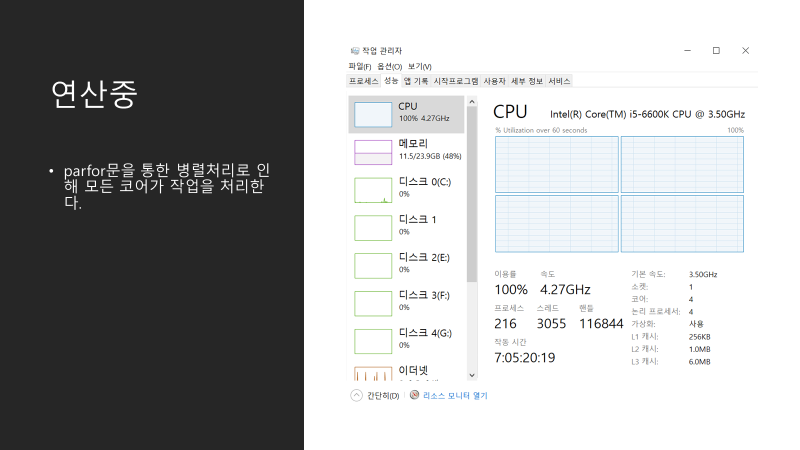 연산중
• parfor문을 통한 병렬처리로 인
해 모든 코어가 작업을 처리한
다.
작업 관리자
파일(F) 옵션(O) 보기(V)
프로세스 성능 앱 기록 시작프로그램 사용자 세부 정보 서비스
CPU
100% 4.27GHz
메모리
11.5/23.9GB (48%)
디스크 0(C:)
0%
디스크 1
0%
디스크 2(E:)
0%
디스크 3(F:)
0%
디스크 4(G:)
0%
이더넷
CPU Intel(R) Core(TM) i5-6600K CPU @ 3.50GHz
% Utilization over 60 seconds 100%
이용률 속도
100% 4.27GHz
프로세스 스레드 핸들
216 3055 116844
작동 시간
7:05:20:19
기본 속도: 3.50GHz
소켓: 1
코어: 4
논리 프로세서: 4
가상화: 사용
L1 캐시: 256KB
L2 캐시: 1.0MB
L3 캐시: 6.0MB
간단히(D) 리소스 모니터 열기